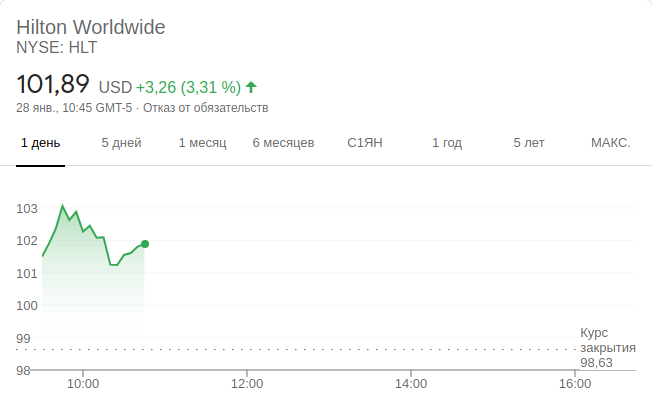 Hilton Worldwide
NYSE: HLT
101,89 USD +3,26 (3,31 %)
28 янв., 10:45 GMT-5 · Отказ от обязательств
1 день 5 дней 1 месяц 6 месяцев С1ЯН 1 год 5 лет МАКС.
103
102
101
100
99
98
Курс
закрытия
98,63
10:00 12:00 14:00 16:00